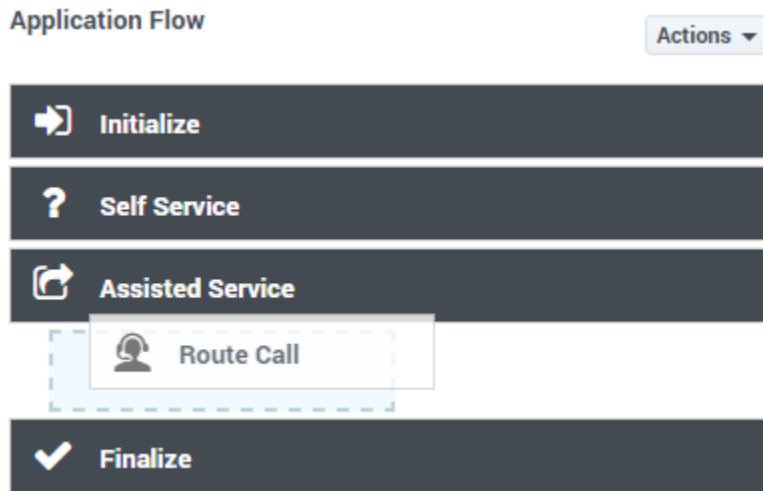 Application Flow
Actions
Initialize
Self Service
Assisted Service
Route Call
Finalize